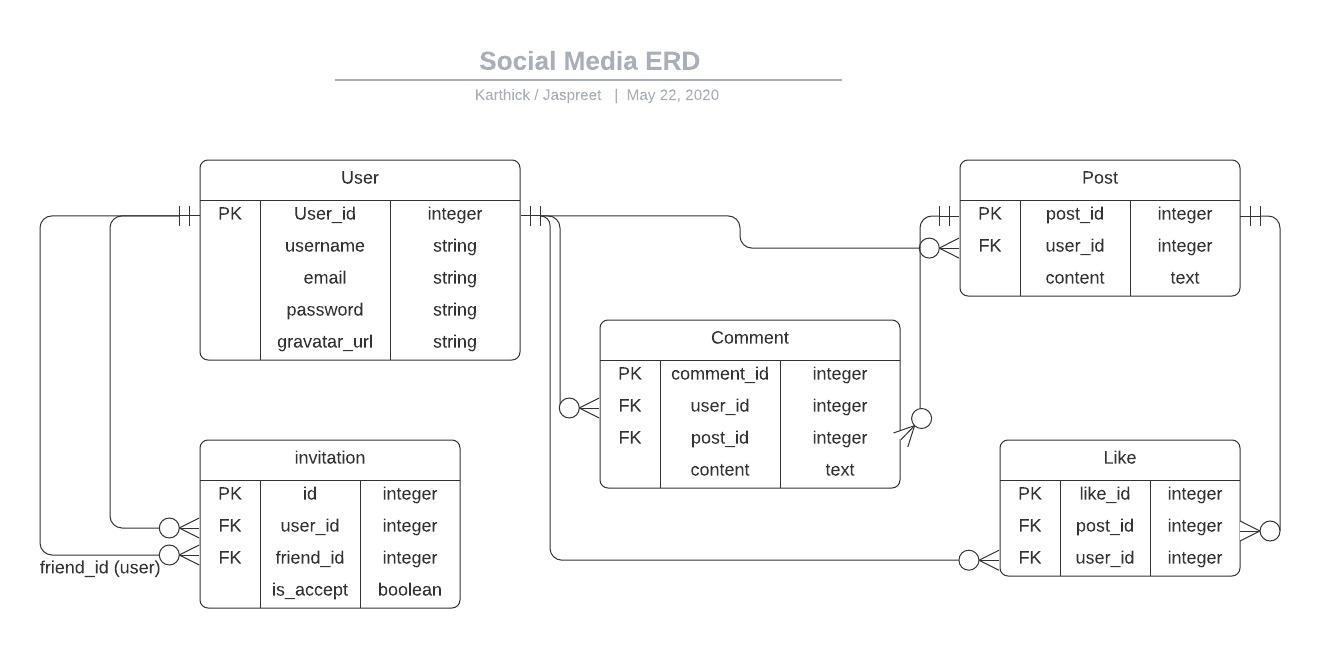 Social Media ERD
Karthick / Jaspreet | May 22, 2020
User
PK User_id integer
username string
email string
password string
gravatar_url string
Post
PK post_id integer
FK user_id integer
content text
Comment
PK comment_id integer
FK user_id integer
FK post_id integer
content text
invitation
PK id integer
FK user_id integer
FK friend_id integer
is_accept boolean
friend_id (user)
Like
PK like_id integer
FK post_id integer
FK user_id integer